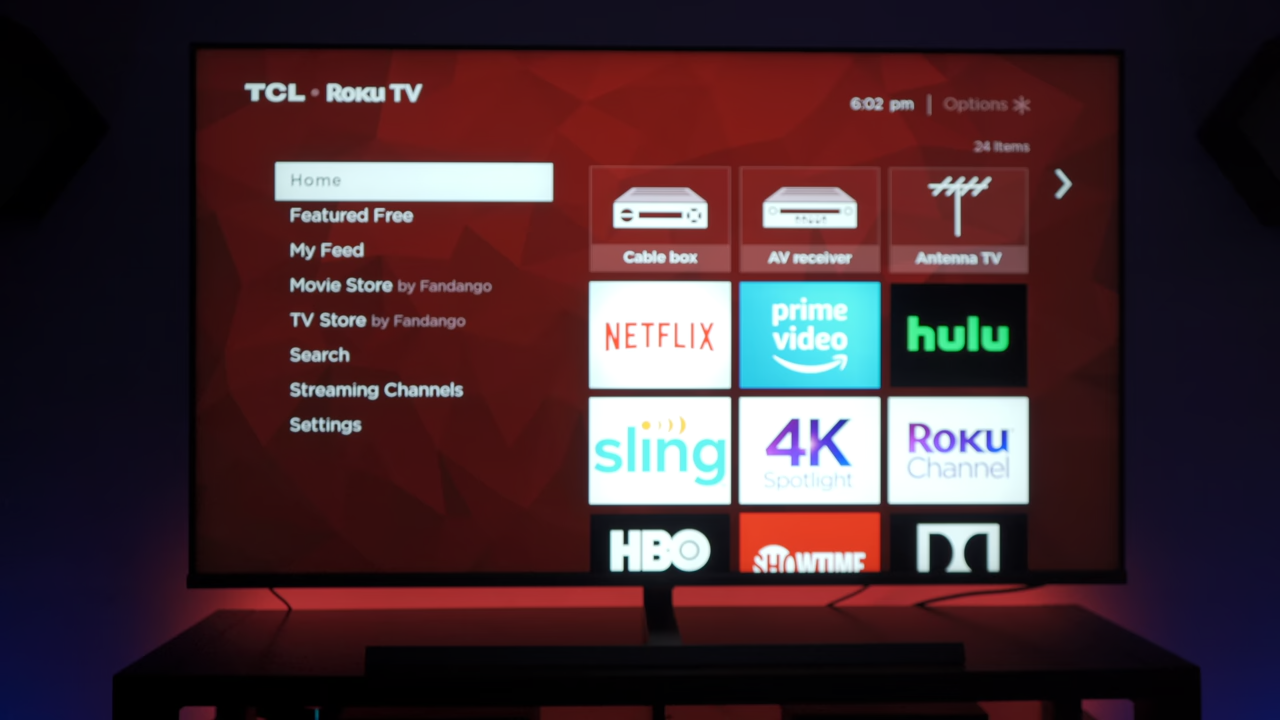 TCL • Roku TV
6:02 pm | Options
24 Items
Home
Featured Free
My Feed
Movie Store by Fandango
TV Store by Fandango
Search
Streaming Channels
Settings
Cable box
AV receiver
Antenna TV
NETFLIX
prime
video
hulu
sling
4K
Spotlight
Roku
Channel
HBO
SHOWTIME